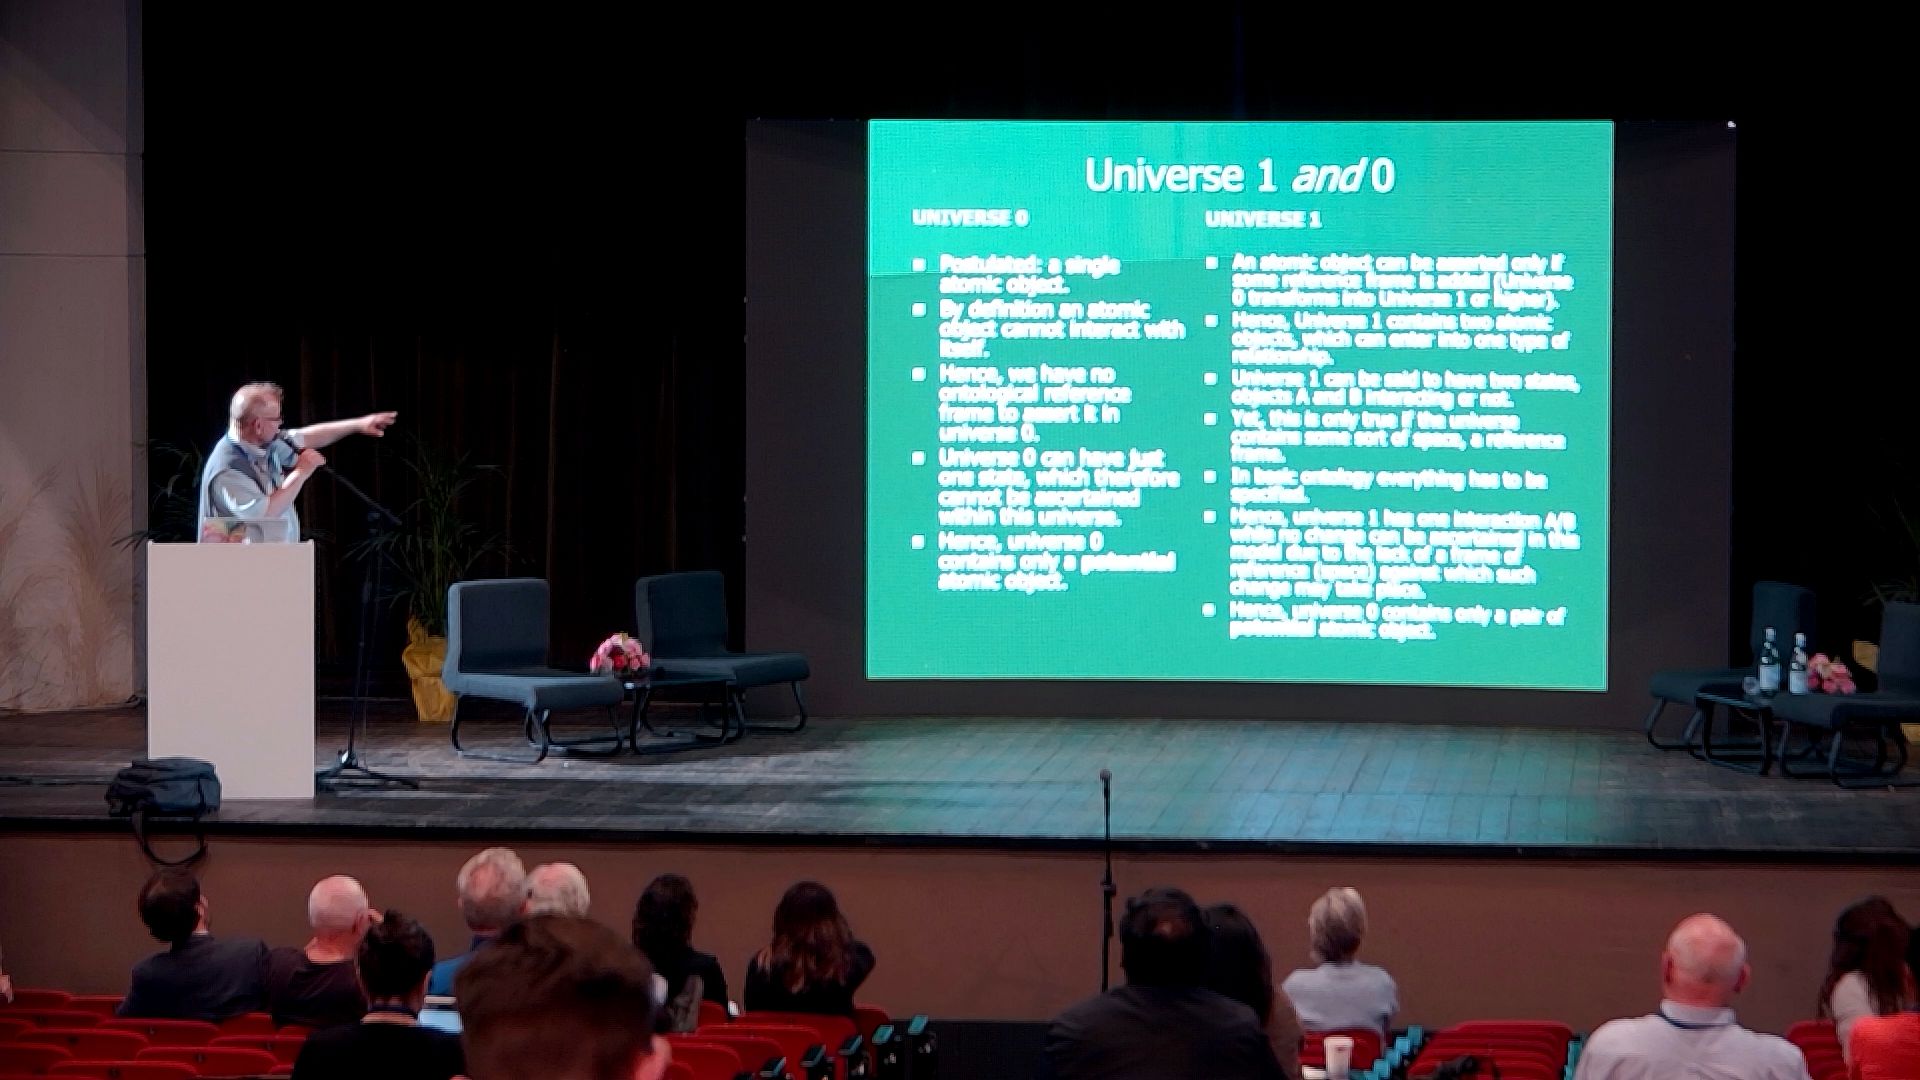 Universe 1 and 0
UNIVERSE 0
Postulated: a single
atomic object.
By definition an atomic
object cannot interact with
itself.
Hence, we have no
ontological reference
frame to assert it in
universe 0.
Universe 0 can have just
one state, which therefore
cannot be ascertained
within this universe.
Hence, universe 0
contains only a potential
atomic object.
UNIVERSE 1
An atomic object can be asserted only if
some reference frame is added (Universe
0 transforms into Universe 1 or higher).
Hence, Universe 1 contains two atomic
objects, which can enter into one type of
relationship.
Universe 1 can be said to have two states,
objects A and B interacting or not.
Yet, this is only true if the universe
contains some sort of space, a reference
frame.
In basic ontology everything has to be
specified.
Hence, universe 1 has one interaction A/B
while no change can be ascertained in this
model due to the lack of a frame of
reference (space) against which such
change may take place.
Hence, universe 0 contains only a pair of
potential atomic object.